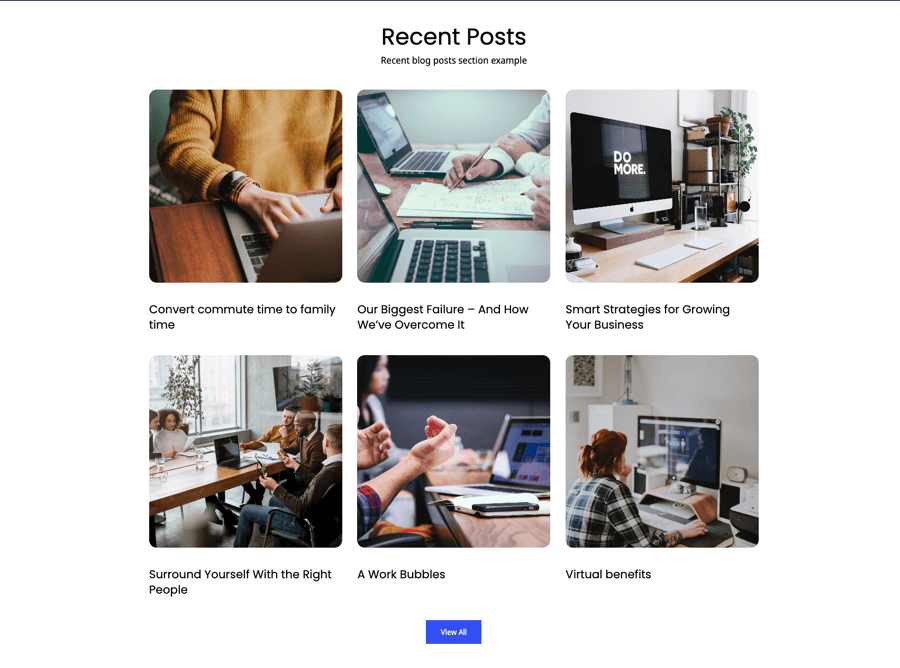 Recent Posts
Recent blog posts section example
DO
MORE.
Convert commute time to family
time
Our Biggest Failure – And How
We've Overcome It
Smart Strategies for Growing
Your Business
Surround Yourself With the Right
People
A Work Bubbles
Virtual benefits
View All